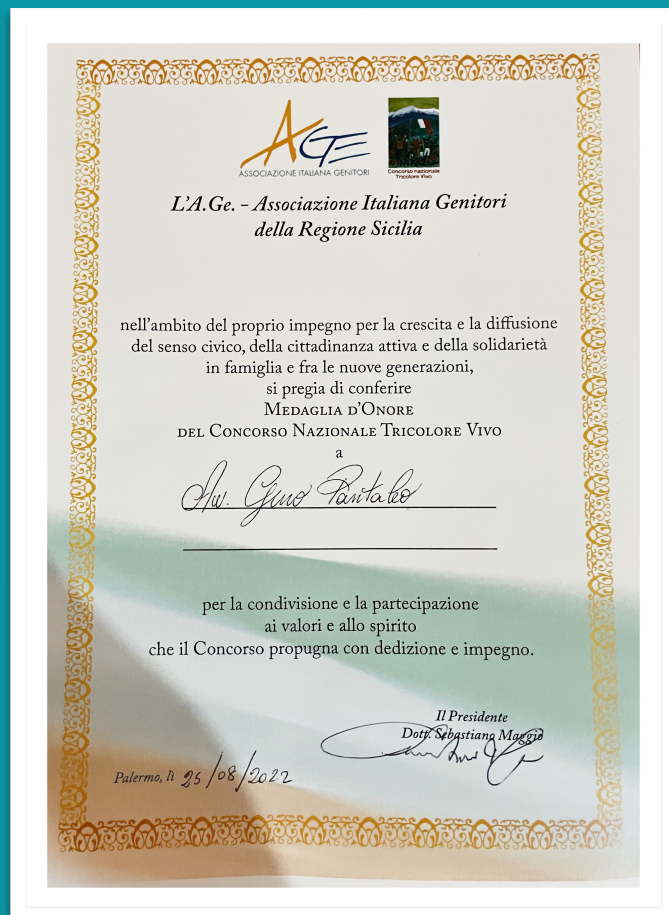 AGE
ASSOCIAZIONE ITALIANA GENITORI
Concorso nazionale
Tricolore Vivo
L'A.Ge. - Associazione Italiana Genitori
della Regione Sicilia
nell'ambito del proprio impegno per la crescita e la diffusione
del senso civico, della cittadinanza attiva e della solidarietà
in famiglia e fra le nuove generazioni,
si pregia di conferire
MEDAGLIA D'ONORE
DEL CONCORSO NAZIONALE TRICOLORE VIVO
a
Avv. Gino Pantaleo
per la condivisione e la partecipazione
ai valori e allo spirito
che il Concorso propugna con dedizione e impegno.
Il Presidente
Dott. Sebastiano Maggio
Palermo, lì 25/08/2022